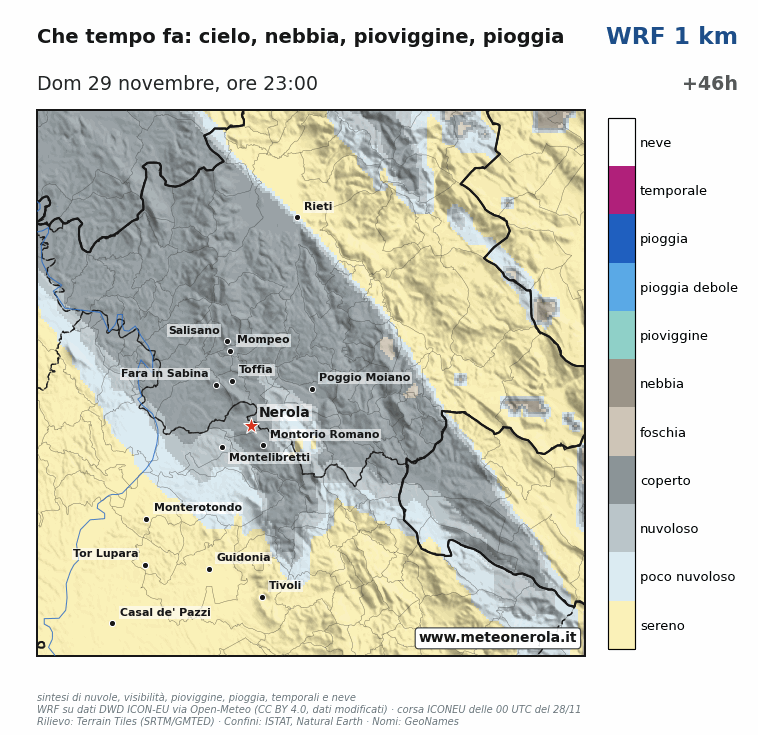 Che tempo fa: cielo, nebbia, pioviggine, pioggia
WRF 1 km
Dom 29 novembre, ore 23:00
+46h
neve
temporale
pioggia
pioggia debole
pioviggine
nebbia
foschia
coperto
nuvoloso
poco nuvoloso
sereno
Rieti
Salisano
Mompeo
Fara in Sabina
Toffia
Poggio Moiano
Nerola
Montorio Romano
Montelibretti
Monterotondo
Tor Lupara
Guidonia
Tivoli
Casal de' Pazzi
www.meteonerola.it
sintesi di nuvole, visibilità, pioviggine, pioggia, temporali e neve
WRF su dati DWD ICON-EU via Open-Meteo (CC BY 4.0, dati modificati) · corsa ICONEU delle 00 UTC del 28/11
Rilievo: Terrain Tiles (SRTM/GMTED) · Confini: ISTAT, Natural Earth · Nomi: GeoNames